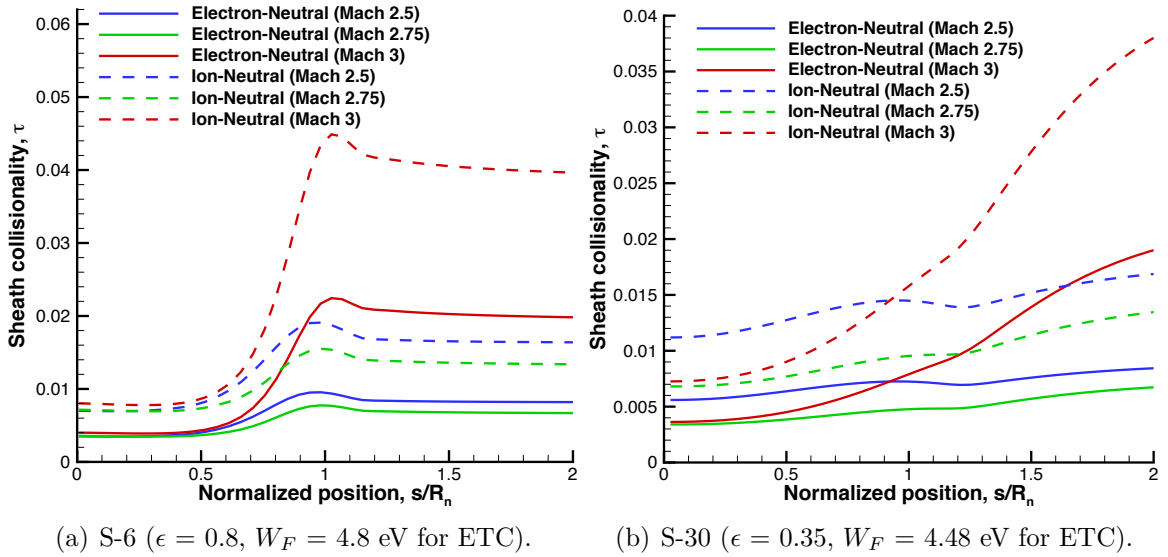 Electron-Neutral (Mach 2.5)
Electron-Neutral (Mach 2.75)
Electron-Neutral (Mach 3)
Ion-Neutral (Mach 2.5)
Ion-Neutral (Mach 2.75)
Ion-Neutral (Mach 3)
Sheath collisionality, τ
0.06
0.05
0.04
0.03
0.02
0.01
0
0
0.5
1
1.5
2
Normalized position, s/Rₙ
(a) S-6 (ϵ = 0.8, W_F = 4.8 eV for ETC).
Electron-Neutral (Mach 2.5)
Electron-Neutral (Mach 2.75)
Electron-Neutral (Mach 3)
Ion-Neutral (Mach 2.5)
Ion-Neutral (Mach 2.75)
Ion-Neutral (Mach 3)
Sheath collisionality, τ
0.04
0.035
0.03
0.025
0.02
0.015
0.01
0.005
0
0
0.5
1
1.5
2
Normalized position, s/Rₙ
(b) S-30 (ϵ = 0.35, W_F = 4.48 eV for ETC).